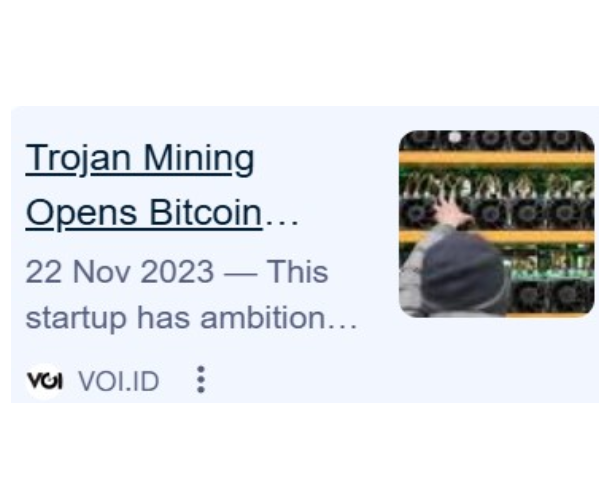 Trojan Mining
Opens Bitcoin…
22 Nov 2023 — This
startup has ambition…
VOI VOI.ID